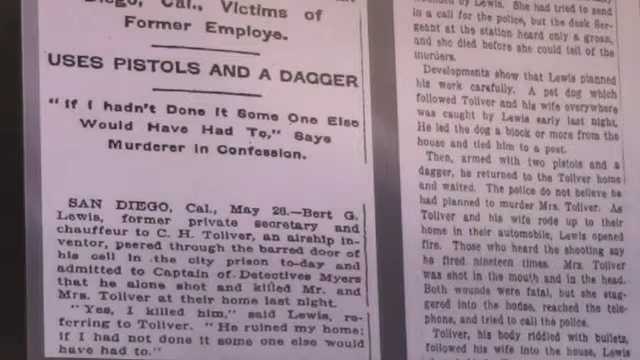 Diego, Cal., Victims of
Former Employe.
USES PISTOLS AND A DAGGER
"If I hadn't Done It Some One Else
Would Have Had To," Says
Murderer in Confession.
SAN DIEGO, Cal., May 26.—Bert G.
Lewis, former private secretary and
chauffeur to C. H. Toliver, an airship in-
ventor, peered through the barred door of
his cell in the city prison to-day and
admitted to Captain of Detectives Myers
that he alone shot and killed Mr. and
Mrs. Toliver at their home last night.
"Yes, I killed him," said Lewis, re-
ferring to Toliver. "He ruined my home;
if I had not done it some one else would
have had to."
by Lewis. She had tried to send
in a call for the police, but the desk Ser-
geant at the station heard only a groan,
and she died before she could tell of the
murders.
Developments show that Lewis planned
his work carefully. A pet dog which
followed Toliver and his wife everywhere
was caught by Lewis early last night.
He led the dog a block or more from the
house and tied him to a post.
Then, armed with two pistols and a
dagger, he returned to the Toliver home
and waited. The police do not believe he
had planned to murder Mrs. Toliver. As
Toliver and his wife rode up to their
home in their automobile, Lewis opened
fire. Those who heard the shooting say
he fired nineteen times. Mrs. Toliver
was shot in the mouth and in the head.
Both wounds were fatal, but she stag-
gered into the house, reached the tele-
phone, and tried to call the police.
Toliver, his body riddled with bullets,
followed his wife into the house, Lewis